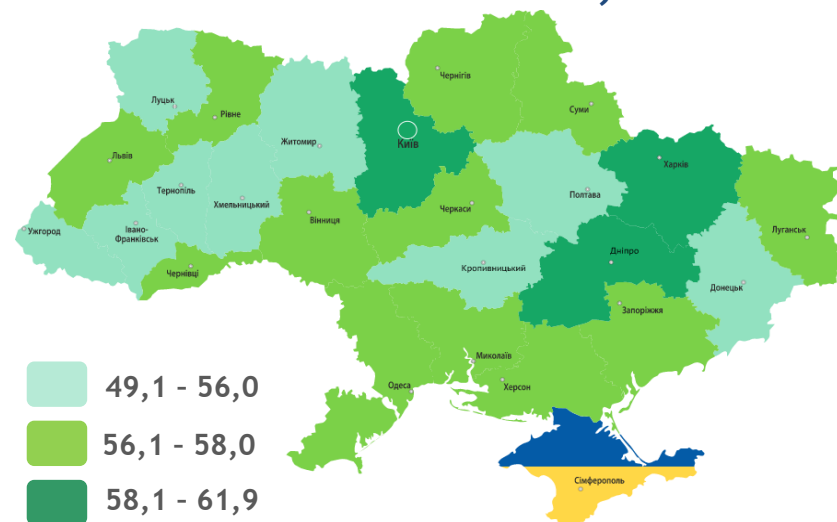 Чернігів
Луцьк
Рівне
Суми
Житомир
Київ
Львів
Харків
Тернопіль
Хмельницький
Полтава
Черкаси
Вінниця
Ужгород
Івано-
Франківськ
Луганськ
Чернівці
Кропивницький
Дніпро
Донецьк
Запоріжжя
Миколаїв
Одеса
Херсон
49,1 - 56,0
56,1 - 58,0
58,1 - 61,9
Сімферополь